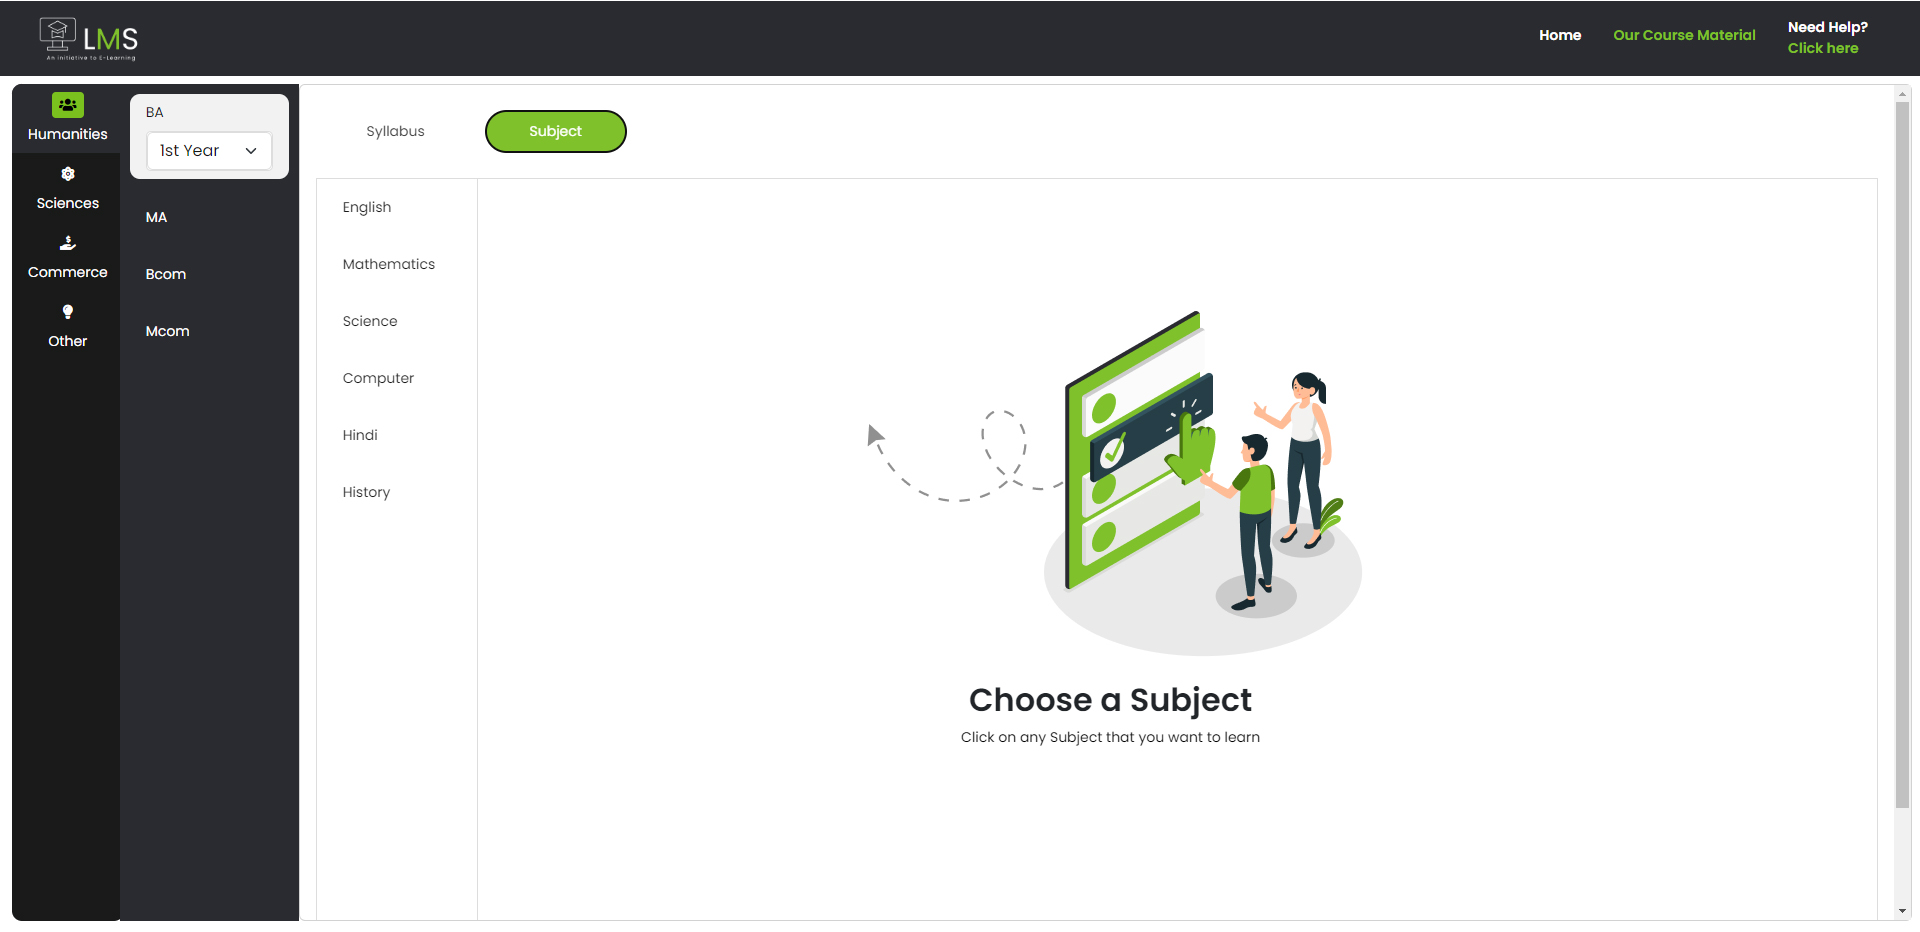 LMS
An Initiative to E-Learning
Home
Our Course Material
Need Help?
Click here
Humanities
Sciences
Commerce
Other
BA
1st Year
MA
Bcom
Mcom
Syllabus
Subject
English
Mathematics
Science
Computer
Hindi
History
Choose a Subject
Click on any Subject that you want to learn